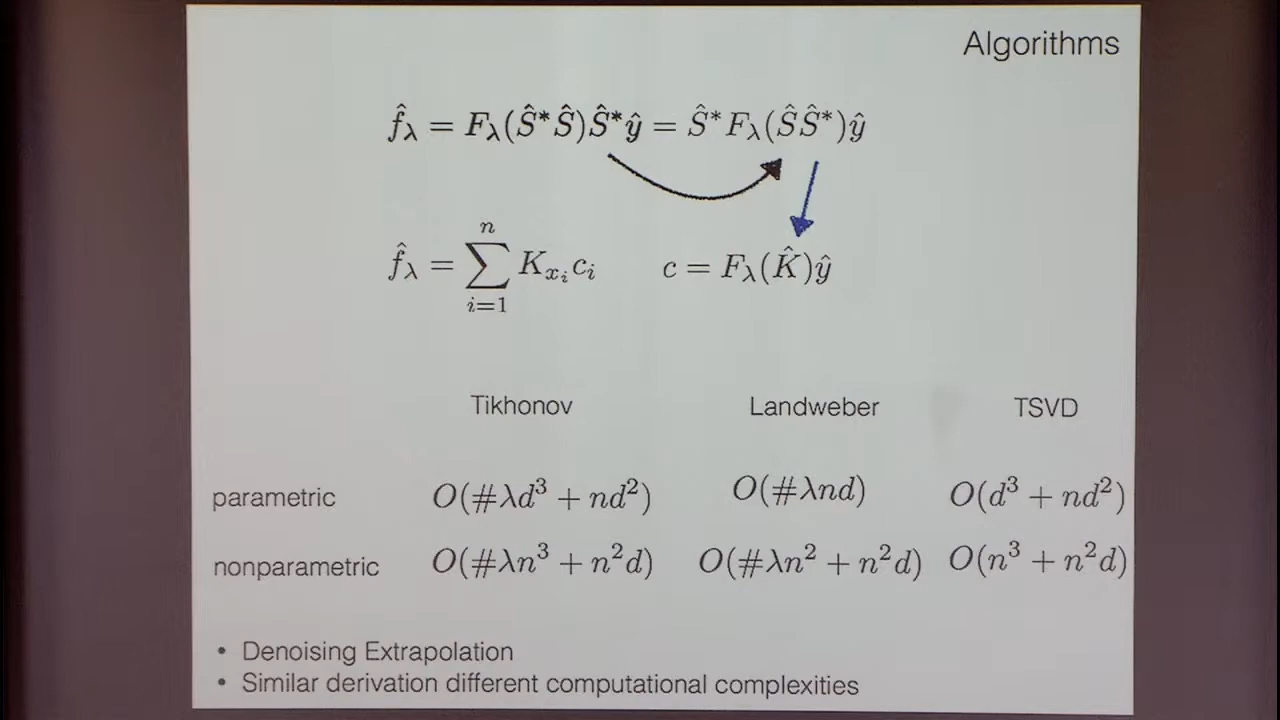 Algorithms
f̂_λ = F_λ(Ŝ*Ŝ)Ŝ*ŷ = Ŝ*F_λ(ŜŜ*)ŷ
f̂_λ = ∑_{i=1}^{n} K_{x_i} c_i    c = F_λ(K̂)ŷ
Tikhonov Landweber TSVD
parametric O(#λd³ + nd²) O(#λnd) O(d³ + nd²)
nonparametric O(#λn³ + n²d) O(#λn² + n²d) O(n³ + n²d)
• Denoising Extrapolation
• Similar derivation different computational complexities